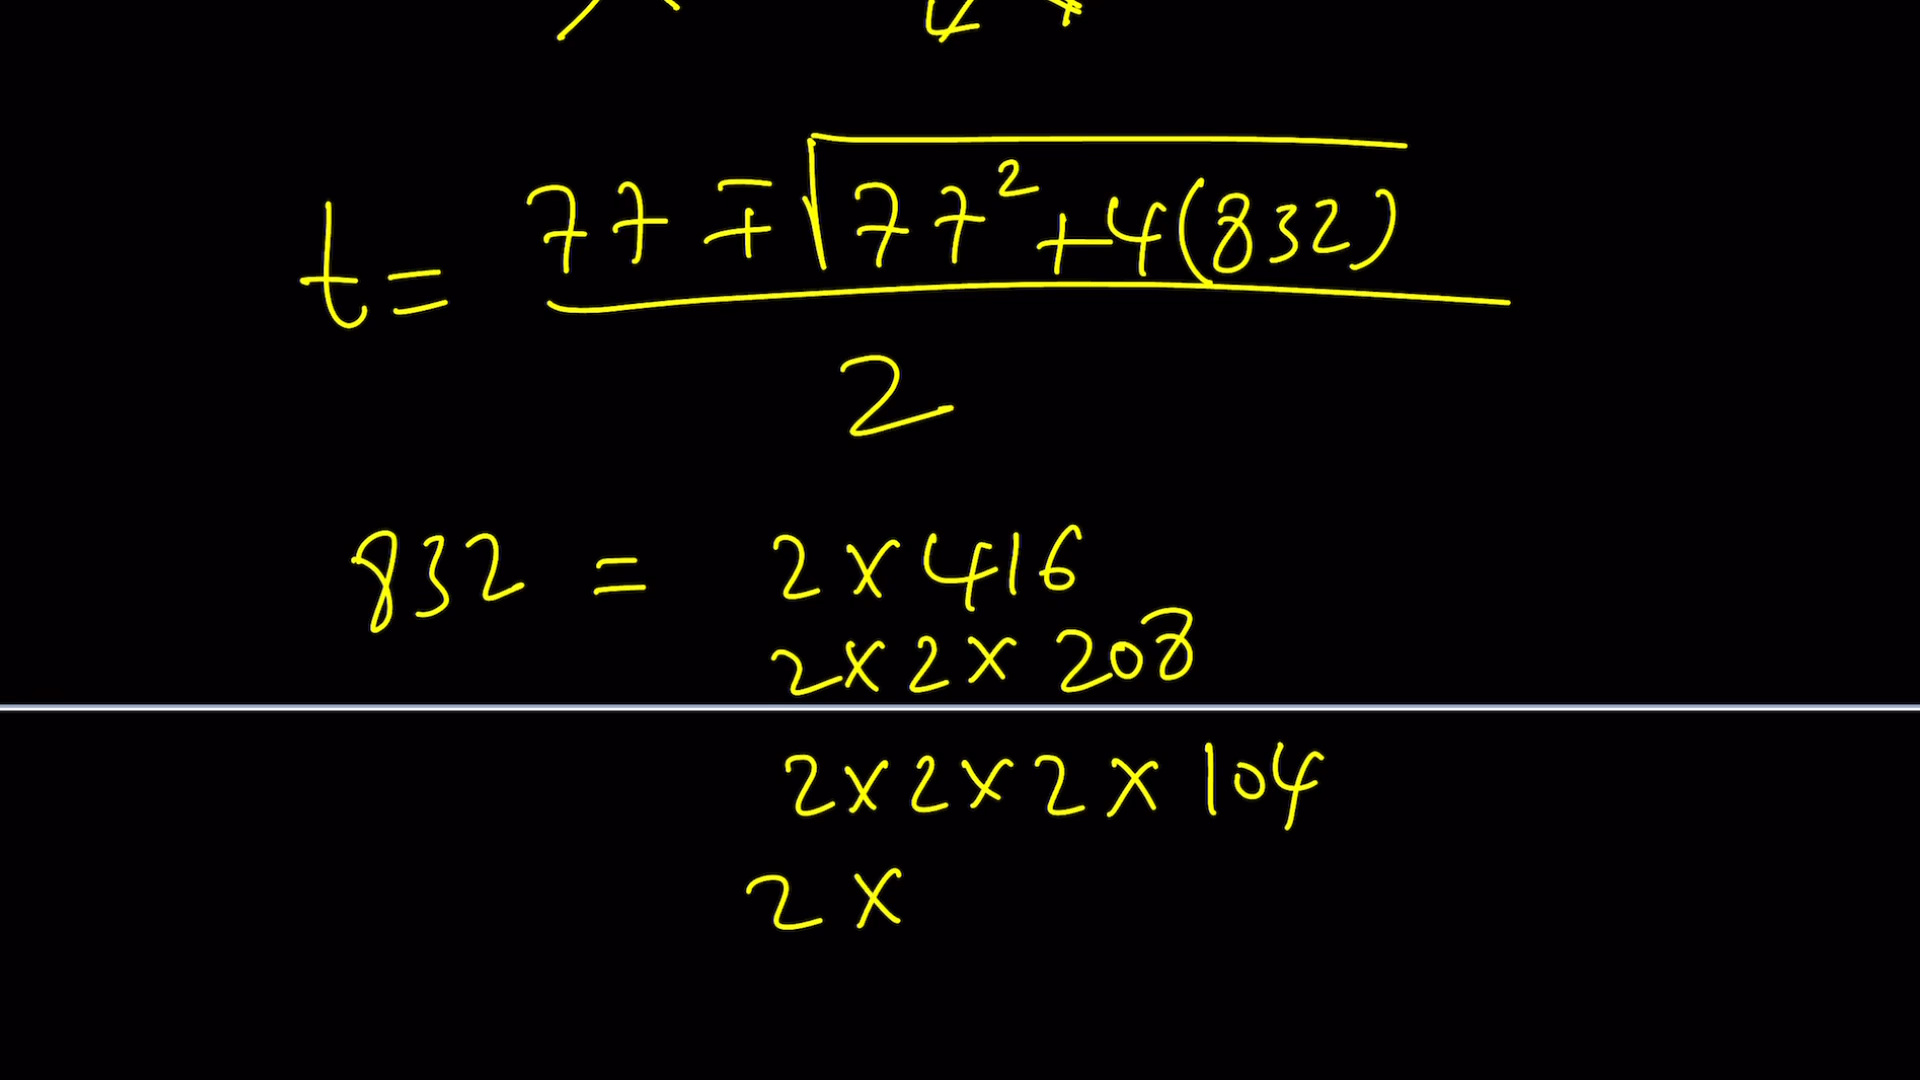 t = 77 ∓ √77² + 4(832)
2
832 = 2 x 416
2 x 2 x 208
2 x 2 x 2 x 104
2 x